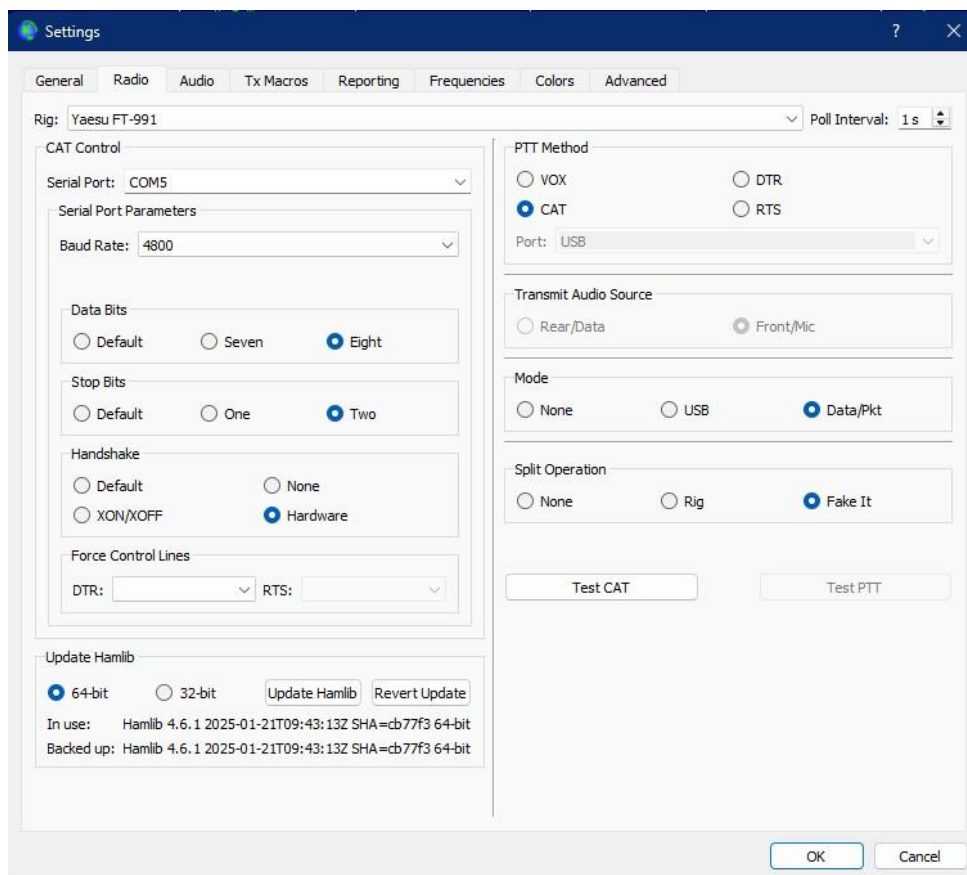 Settings
?
General Radio Audio Tx Macros Reporting Frequencies Colors Advanced
Rig: Yaesu FT-991 Poll Interval: 1 s
CAT Control
Serial Port: COM5
Serial Port Parameters
Baud Rate: 4800
Data Bits
Default Seven Eight
Stop Bits
Default One Two
Handshake
Default None
XON/XOFF Hardware
Force Control Lines
DTR: RTS:
Update Hamlib
64-bit 32-bit Update Hamlib Revert Update
In use: Hamlib 4.6.1 2025-01-21T09:43:13Z SHA=cb77f3 64-bit
Backed up: Hamlib 4.6.1 2025-01-21T09:43:13Z SHA=cb77f3 64-bit
PTT Method
VOX DTR
CAT RTS
Port: USB
Transmit Audio Source
Rear/Data Front/Mic
Mode
None USB Data/Pkt
Split Operation
None Rig Fake It
Test CAT Test PTT
OK Cancel